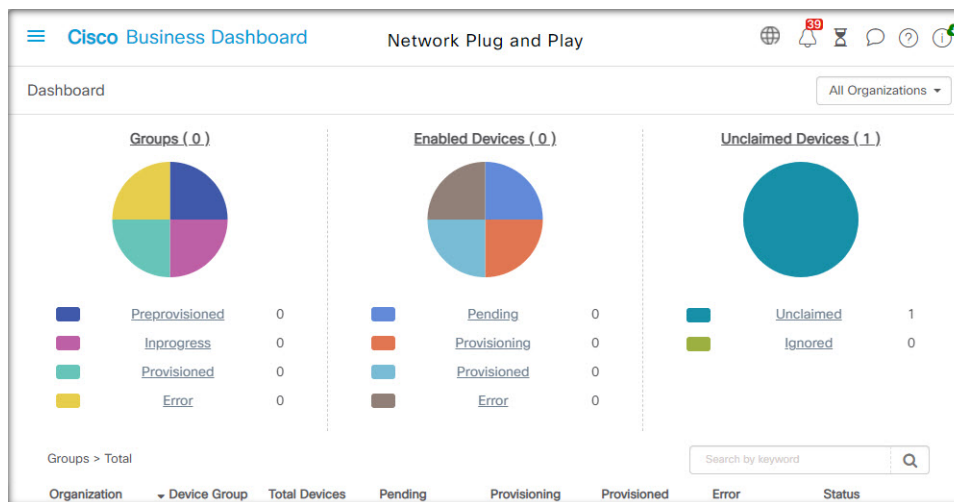 Cisco Business Dashboard
Network Plug and Play
39
Dashboard
All Organizations
Groups ( 0 )
Preprovisioned 0
Inprogress 0
Provisioned 0
Error 0
Enabled Devices ( 0 )
Pending 0
Provisioning 0
Provisioned 0
Error 0
Unclaimed Devices ( 1 )
Unclaimed 1
Ignored 0
Groups > Total
Search by keyword
Organization Device Group Total Devices Pending Provisioning Provisioned Error Status